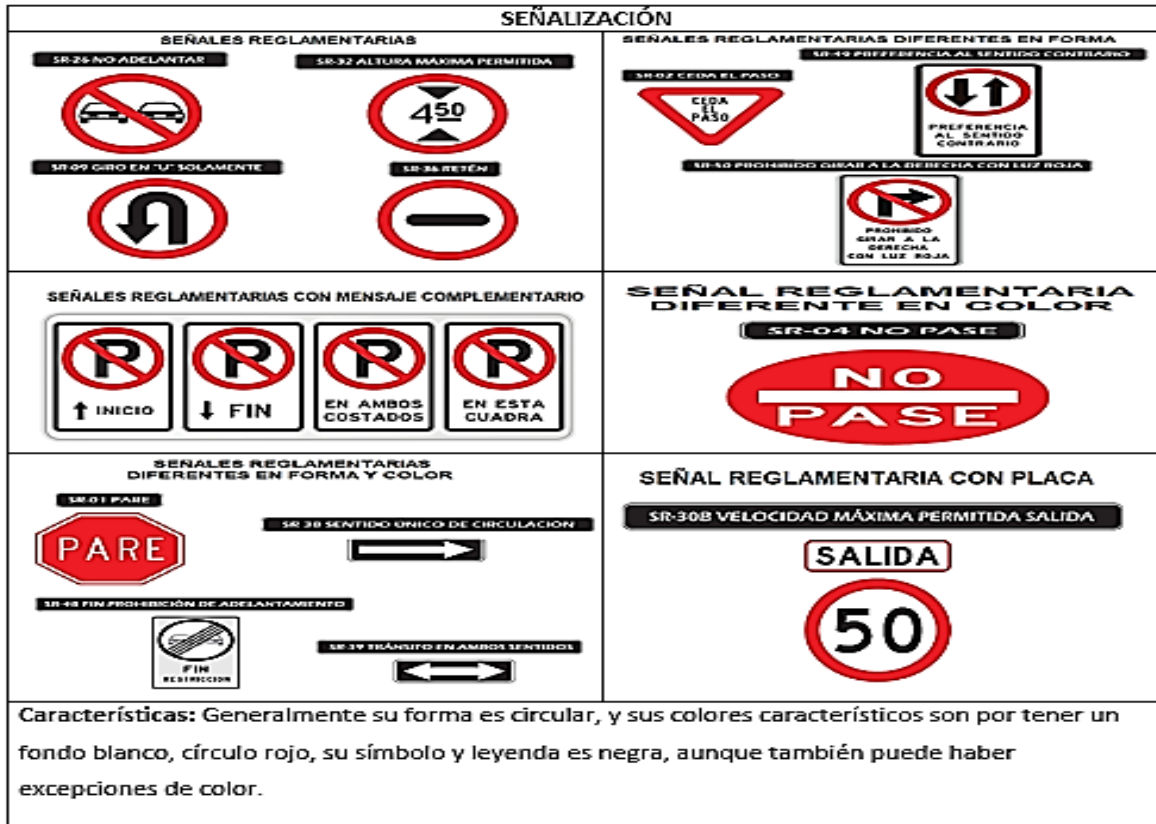 SEÑALIZACIÓN
SEÑALES REGLAMENTARIAS
SR-26 NO ADELANTAR
SR-32 ALTURA MÁXIMA PERMITIDA
450
SR-09 GIRO EN "U" SOLAMENTE
SR-36 RETÉN
SEÑALES REGLAMENTARIAS DIFERENTES EN FORMA
SR-49 PREFERENCIA AL SENTIDO CONTRARIO
SR-02 CEDA EL PASO
CEDA
EL
PASO
PREFERENCIA
AL SENTIDO
CONTRARIO
SR-50 PROHIBIDO GIRAR A LA DERECHA CON LUZ ROJA
PROHIBIDO
GIRAR A LA
DERECHA
CON LUZ ROJA
SEÑALES REGLAMENTARIAS CON MENSAJE COMPLEMENTARIO
P
↑ INICIO
P
↓ FIN
P
EN AMBOS
COSTADOS
P
EN ESTA
CUADRA
SEÑAL REGLAMENTARIA
DIFERENTE EN COLOR
SR-04 NO PASE
NO
PASE
SEÑALES REGLAMENTARIAS
DIFERENTES EN FORMA Y COLOR
SR-01 PARE
PARE
SR-38 SENTIDO UNICO DE CIRCULACION
SR-48 FIN PROHIBICIÓN DE ADELANTAMIENTO
FIN
RESTRICCION
SR-39 TRÁNSITO EN AMBOS SENTIDOS
SEÑAL REGLAMENTARIA CON PLACA
SR-30B VELOCIDAD MÁXIMA PERMITIDA SALIDA
SALIDA
50
Características: Generalmente su forma es circular, y sus colores característicos son por tener un
fondo blanco, círculo rojo, su símbolo y leyenda es negra, aunque también puede haber
excepciones de color.